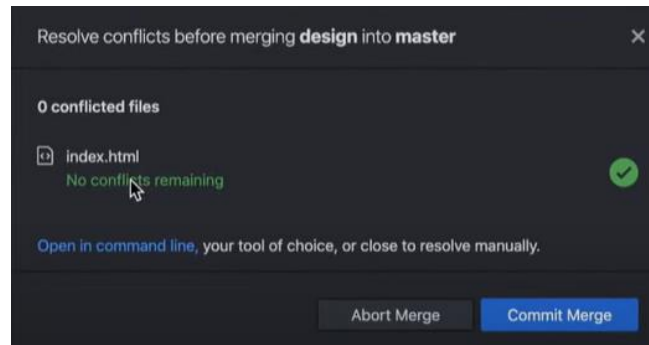 Resolve conflicts before merging design into master
0 conflicted files
index.html
No conflicts remaining
Open in command line, your tool of choice, or close to resolve manually.
Abort Merge
Commit Merge